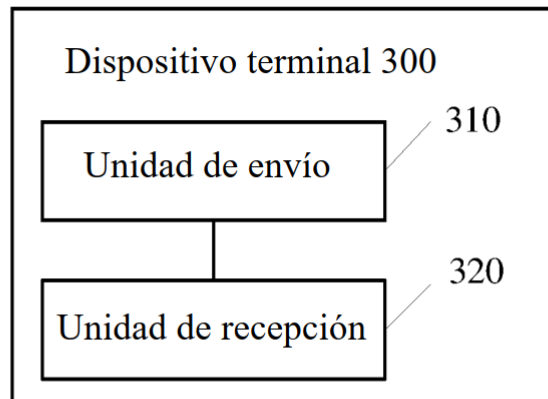 Dispositivo terminal 300
310
Unidad de envío
320
Unidad de recepción